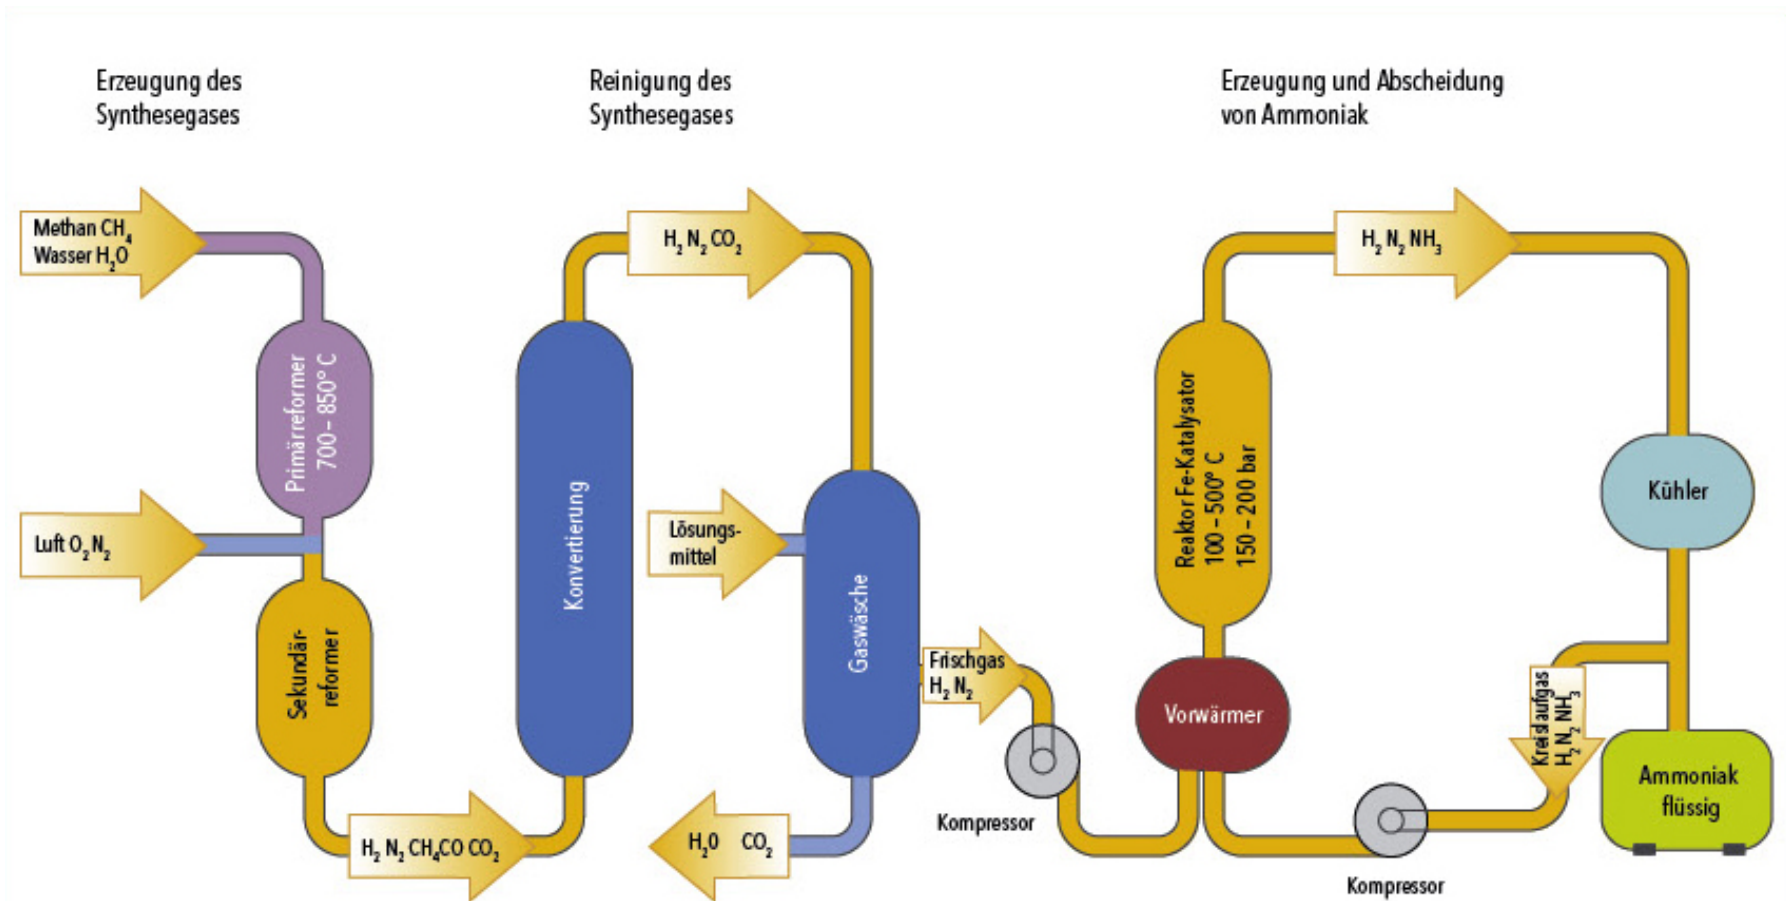 Erzeugung des
Synthesegases
Reinigung des
Synthesegases
Erzeugung und Abscheidung
von Ammoniak
Methan CH₄
Wasser H₂O
Primärreformer
700 – 850° C
Luft O₂ N₂
Sekundär-
reformer
H₂ N₂ CH₄CO CO₂
Konvertierung
H₂ N₂ CO₂
Lösungs-
mittel
Gaswäsche
H₂O CO₂
Frischgas
H₂ N₂
Kompressor
Vorwärmer
Reaktor Fe-Katalysator
100 – 500° C
150 – 200 bar
H₂ N₂ NH₃
Kühler
Kreislaufgas
H₂ N₂ NH₃
Kompressor
Ammoniak
flüssig